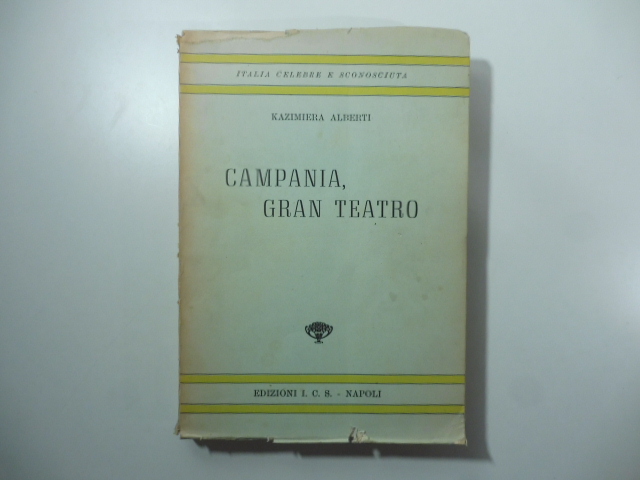 ITALIA CELEBRE E SCONOSCIUTA
KAZIMIERA ALBERTI
CAMPANIA,
GRAN TEATRO
EDIZIONI I. C. S. - NAPOLI